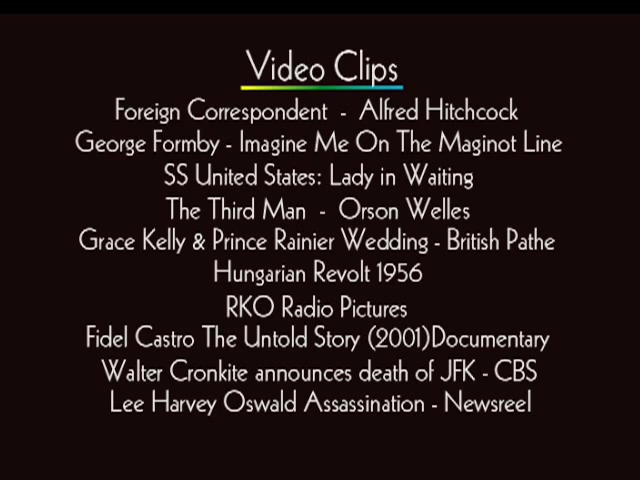 Video Clips
Foreign Correspondent - Alfred Hitchcock
George Formby - Imagine Me On The Maginot Line
SS United States: Lady in Waiting
The Third Man - Orson Welles
Grace Kelly & Prince Rainier Wedding - British Pathe
Hungarian Revolt 1956
RKO Radio Pictures
Fidel Castro The Untold Story (2001)Documentary
Walter Cronkite announces death of JFK - CBS
Lee Harvey Oswald Assassination - Newsreel